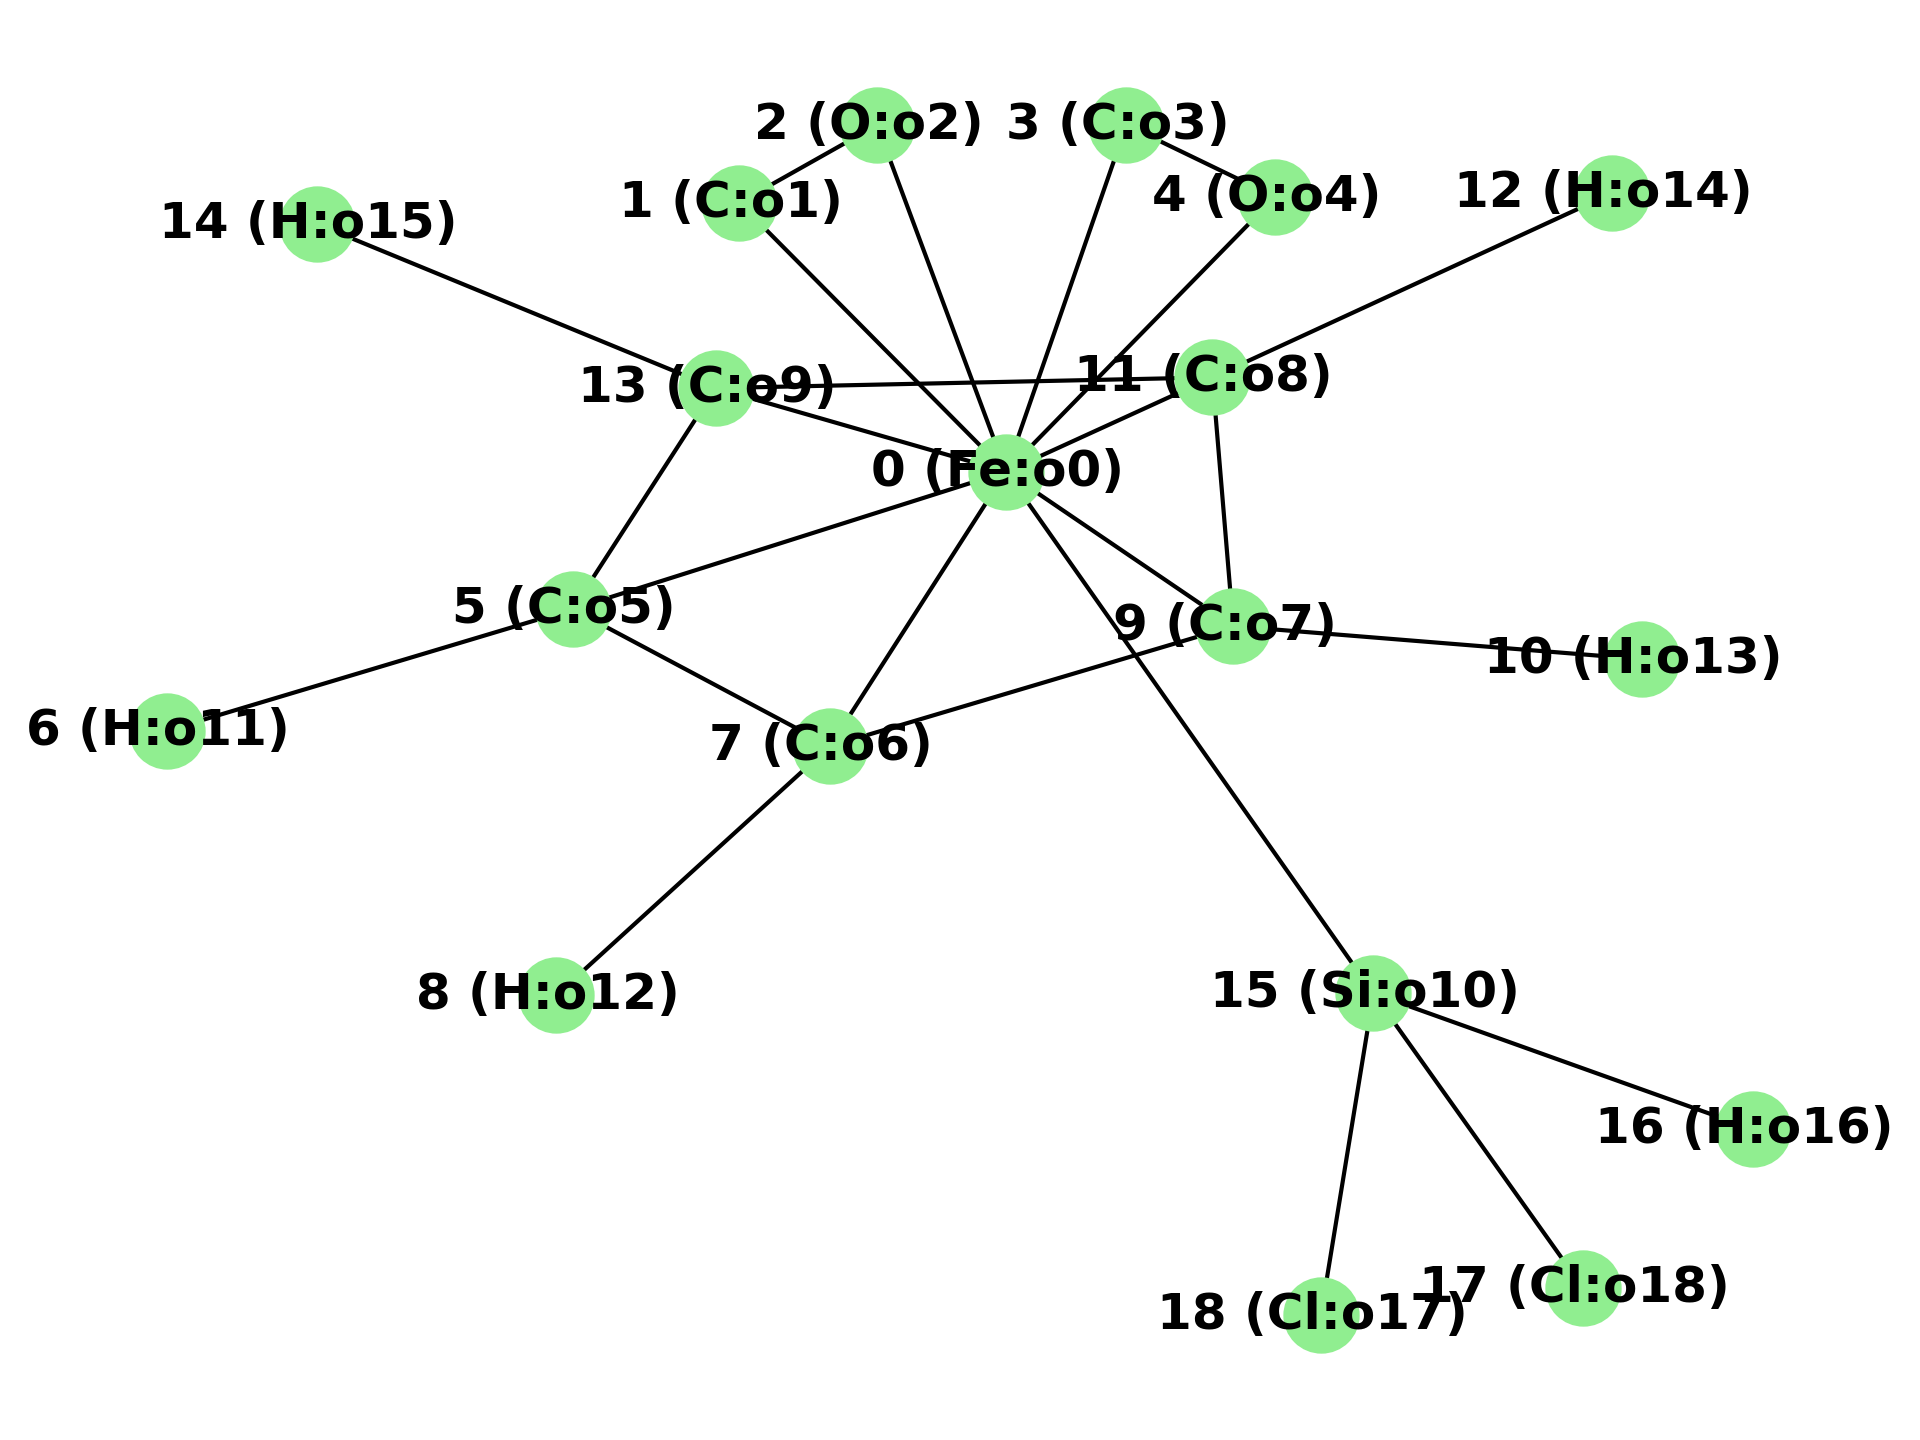 2 (O:o2)
3 (C:o3)
1 (C:o1)
4 (O:o4)
12 (H:o14)
14 (H:o15)
13 (C:o9)
11 (C:o8)
0 (Fe:o0)
5 (C:o5)
9 (C:o7)
10 (H:o13)
6 (H:o11)
7 (C:o6)
8 (H:o12)
15 (Si:o10)
16 (H:o16)
17 (Cl:o18)
18 (Cl:o17)